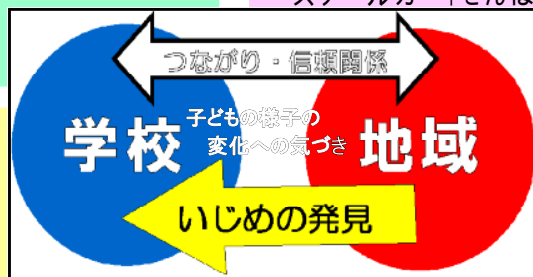 つながり・信頼関係
子どもの様子の
変化への気づき
学校
地域
いじめの発見